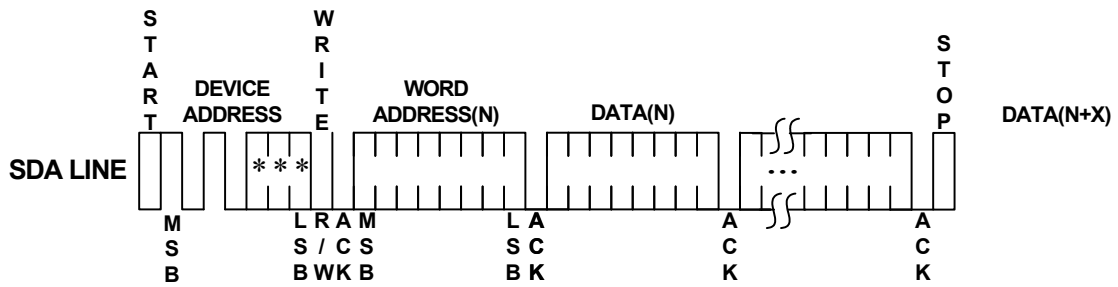 START
WRITE
STOP
DEVICE
ADDRESS
WORD
ADDRESS(N)
DATA(N)
DATA(N+X)
SDA LINE
* * *
...
MSB
LSB
R/W
ACK
MSB
LSB
ACK
ACK
ACK